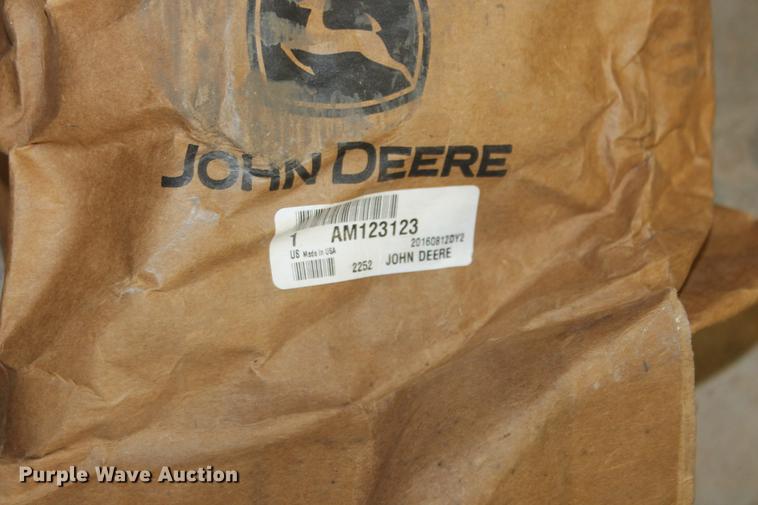 JOHN DEERE
1 AM123123
20160812DY2
US Made In USA
2252 JOHN DEERE
Purple Wave Auction